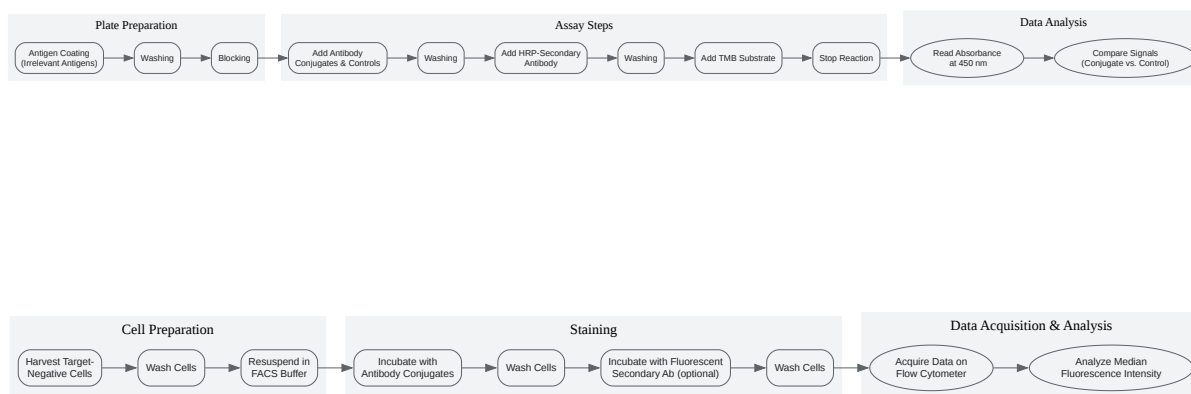 Plate Preparation
Antigen Coating
(Irrelevant Antigens)
Washing
Blocking
Assay Steps
Add Antibody
Conjugates & Controls
Washing
Add HRP-Secondary
Antibody
Washing
Add TMB Substrate
Stop Reaction
Data Analysis
Read Absorbance
at 450 nm
Compare Signals
(Conjugate vs. Control)
Cell Preparation
Harvest Target-
Negative Cells
Wash Cells
Resuspend in
FACS Buffer
Staining
Incubate with
Antibody Conjugates
Wash Cells
Incubate with Fluorescent
Secondary Ab (optional)
Wash Cells
Data Acquisition & Analysis
Acquire Data on
Flow Cytometer
Analyze Median
Fluorescence Intensity